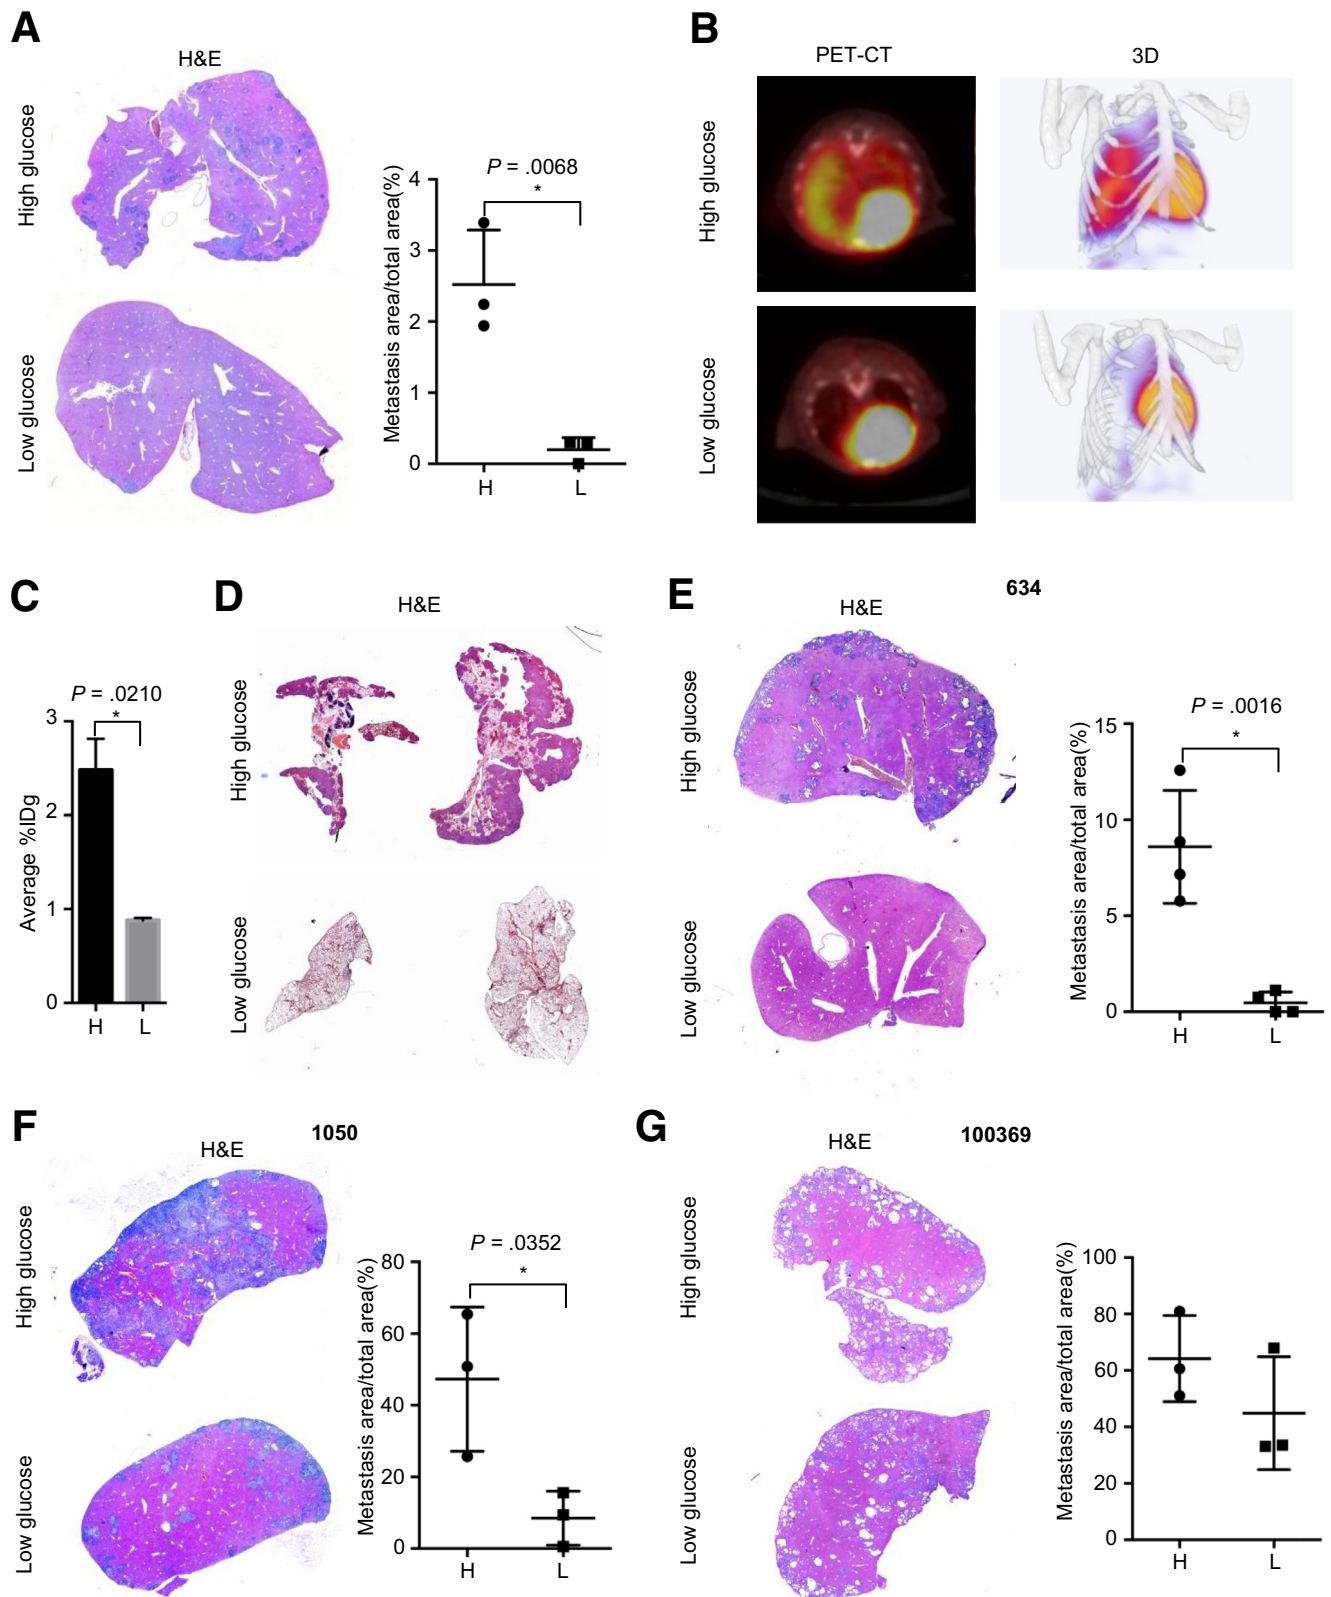 A
H&E
High glucose
Low glucose
Metastasis area/total area(%)
P = .0068
*
4
3
2
1
0
H
L
B
PET-CT
3D
High glucose
Low glucose
C
P = .0210
*
Average %IDg
3
2
1
0
H
L
D
H&E
High glucose
Low glucose
E
634
H&E
High glucose
Low glucose
Metastasis area/total area(%)
P = .0016
*
15
10
5
0
H
L
F
1050
H&E
High glucose
Low glucose
Metastasis area/total area(%)
P = .0352
*
80
60
40
20
0
H
L
G
100369
H&E
High glucose
Low glucose
Metastasis area/total area(%)
100
80
60
40
20
0
H
L